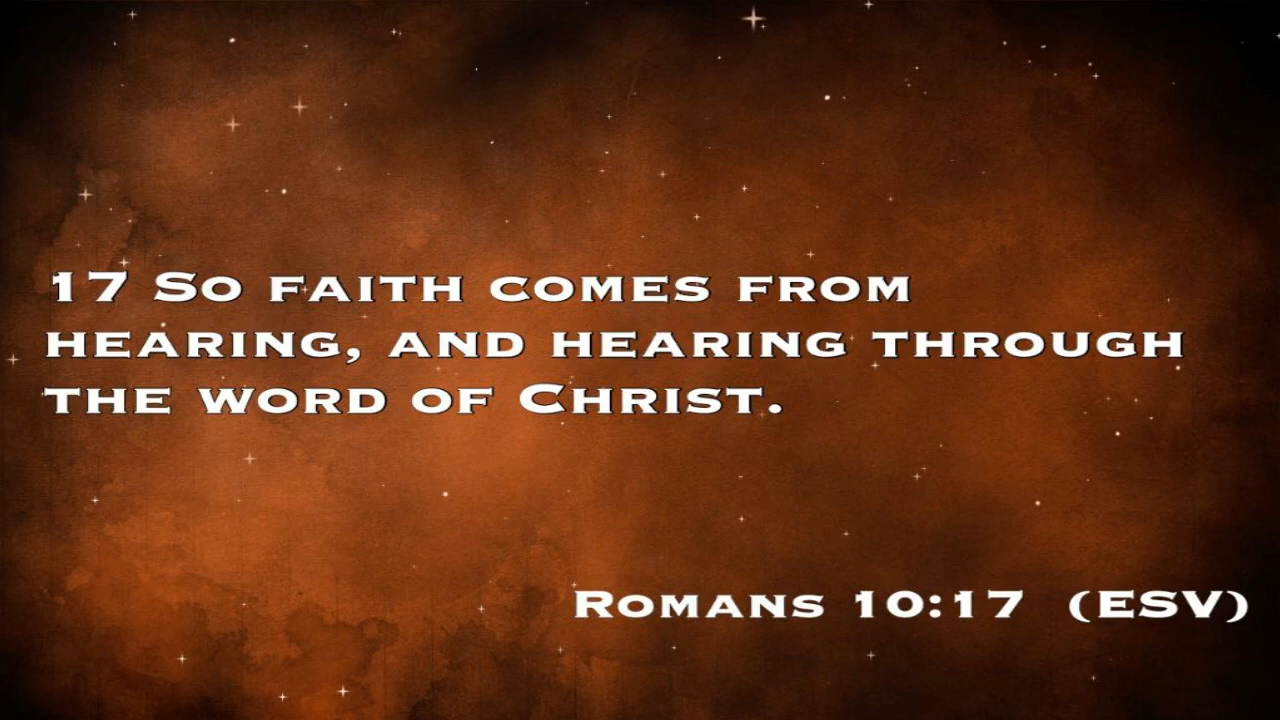 17 So faith comes from
hearing, and hearing through
the word of Christ.
Romans 10:17 (ESV)